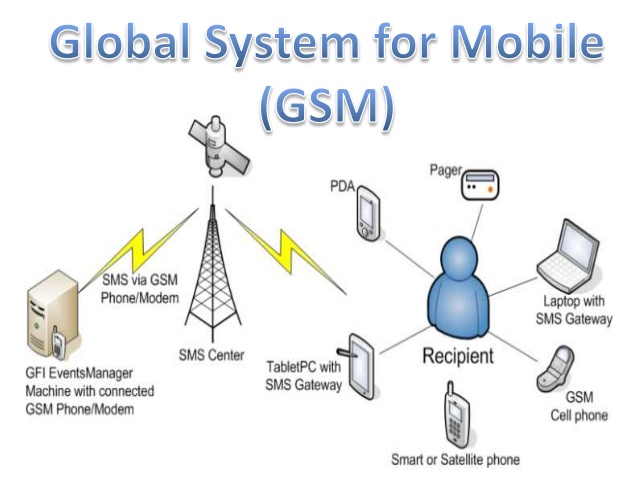 Global System for Mobile
(GSM)
Pager
PDA
SMS via GSM
Phone/Modem
Laptop with
SMS Gateway
SMS Center
Recipient
TabletPC with
SMS Gateway
GFI EventsManager
Machine with connected
GSM Phone/Modem
GSM
Cell phone
Smart or Satellite phone